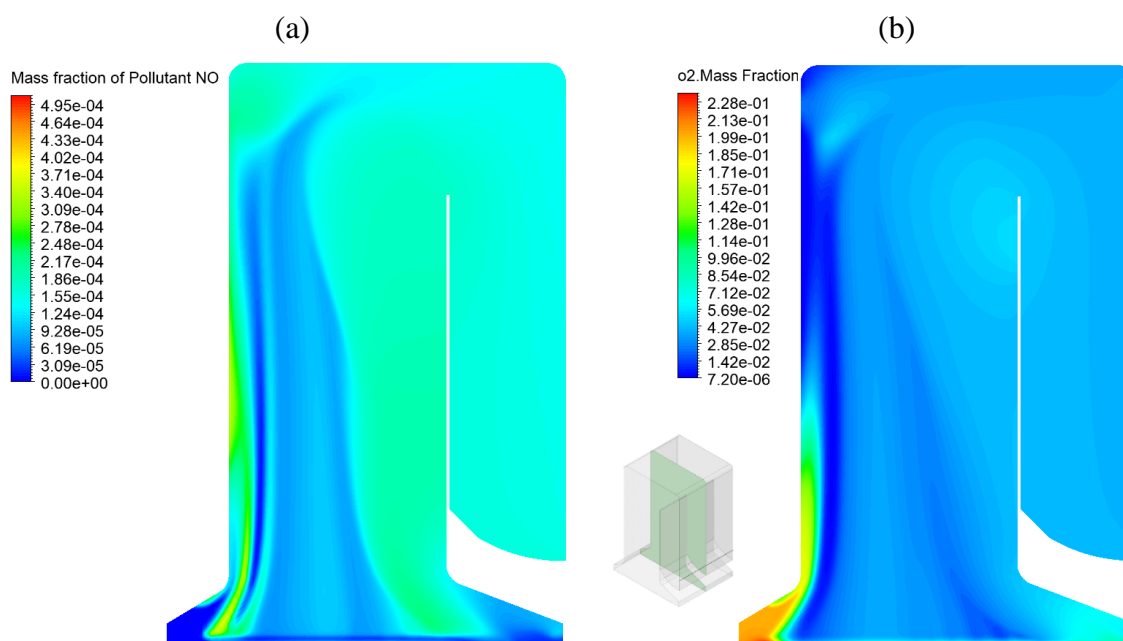 (a)
(b)
Mass fraction of Pollutant NO
4.95e-04
4.64e-04
4.33e-04
4.02e-04
3.71e-04
3.40e-04
3.09e-04
2.78e-04
2.48e-04
2.17e-04
1.86e-04
1.55e-04
1.24e-04
9.28e-05
6.19e-05
3.09e-05
0.00e+00
o2.Mass Fraction
2.28e-01
2.13e-01
1.99e-01
1.85e-01
1.71e-01
1.57e-01
1.42e-01
1.28e-01
1.14e-01
9.96e-02
8.54e-02
7.12e-02
5.69e-02
4.27e-02
2.85e-02
1.42e-02
7.20e-06